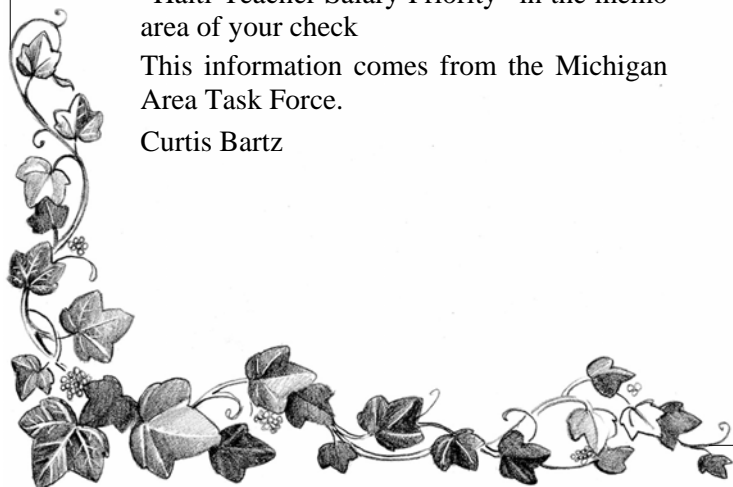 "Haiti Teacher Salary Priority" in the memo
area of your check
This information comes from the Michigan
Area Task Force.
Curtis Bartz